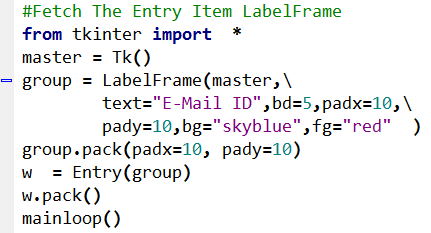 #Fetch The Entry Item LabelFrame
from tkinter import  *
master = Tk()
group = LabelFrame(master,\
        text="E-Mail ID",bd=5,padx=10,\
        pady=10,bg="skyblue",fg="red"  )
group.pack(padx=10, pady=10)
w  = Entry(group)
w.pack()
mainloop()